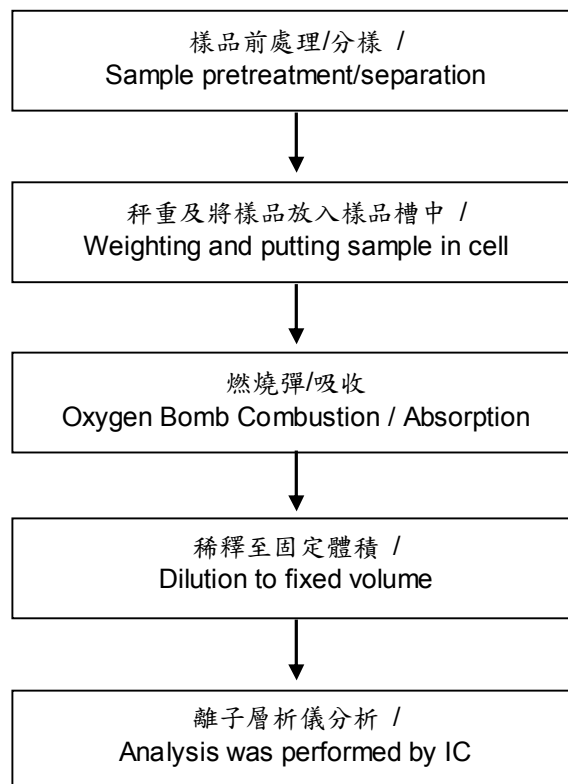 樣品前處理/分樣 /
Sample pretreatment/separation
秤重及將樣品放入樣品槽中 /
Weighting and putting sample in cell
燃燒彈/吸收
Oxygen Bomb Combustion / Absorption
稀釋至固定體積 /
Dilution to fixed volume
離子層析儀分析 /
Analysis was performed by IC